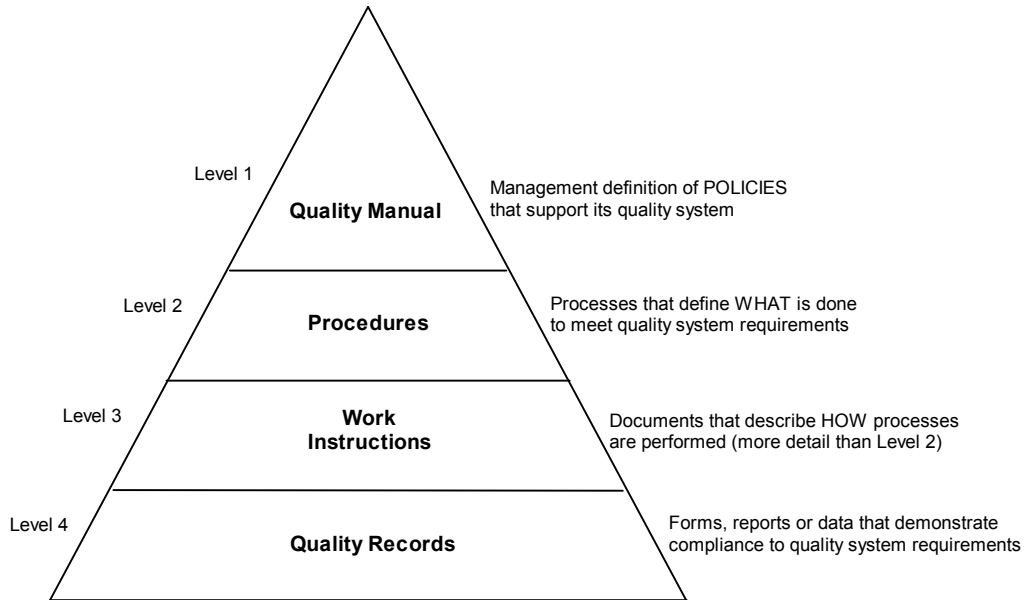 Level 1
Quality Manual
Management definition of POLICIES
that support its quality system
Level 2
Procedures
Processes that define WHAT is done
to meet quality system requirements
Level 3
Work
Instructions
Documents that describe HOW processes
are performed (more detail than Level 2)
Level 4
Quality Records
Forms, reports or data that demonstrate
compliance to quality system requirements